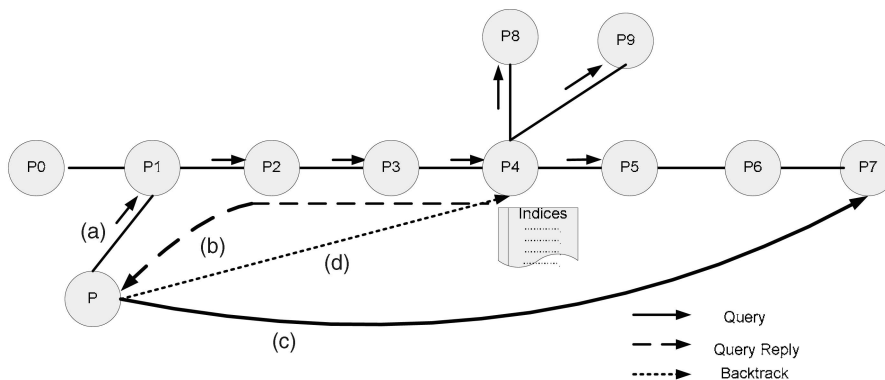 P8
P9
P0
P1
P2
P3
P4
P5
P6
P7
(a)
(b)
Indices
(d)
P
(c)
Query
Query Reply
Backtrack